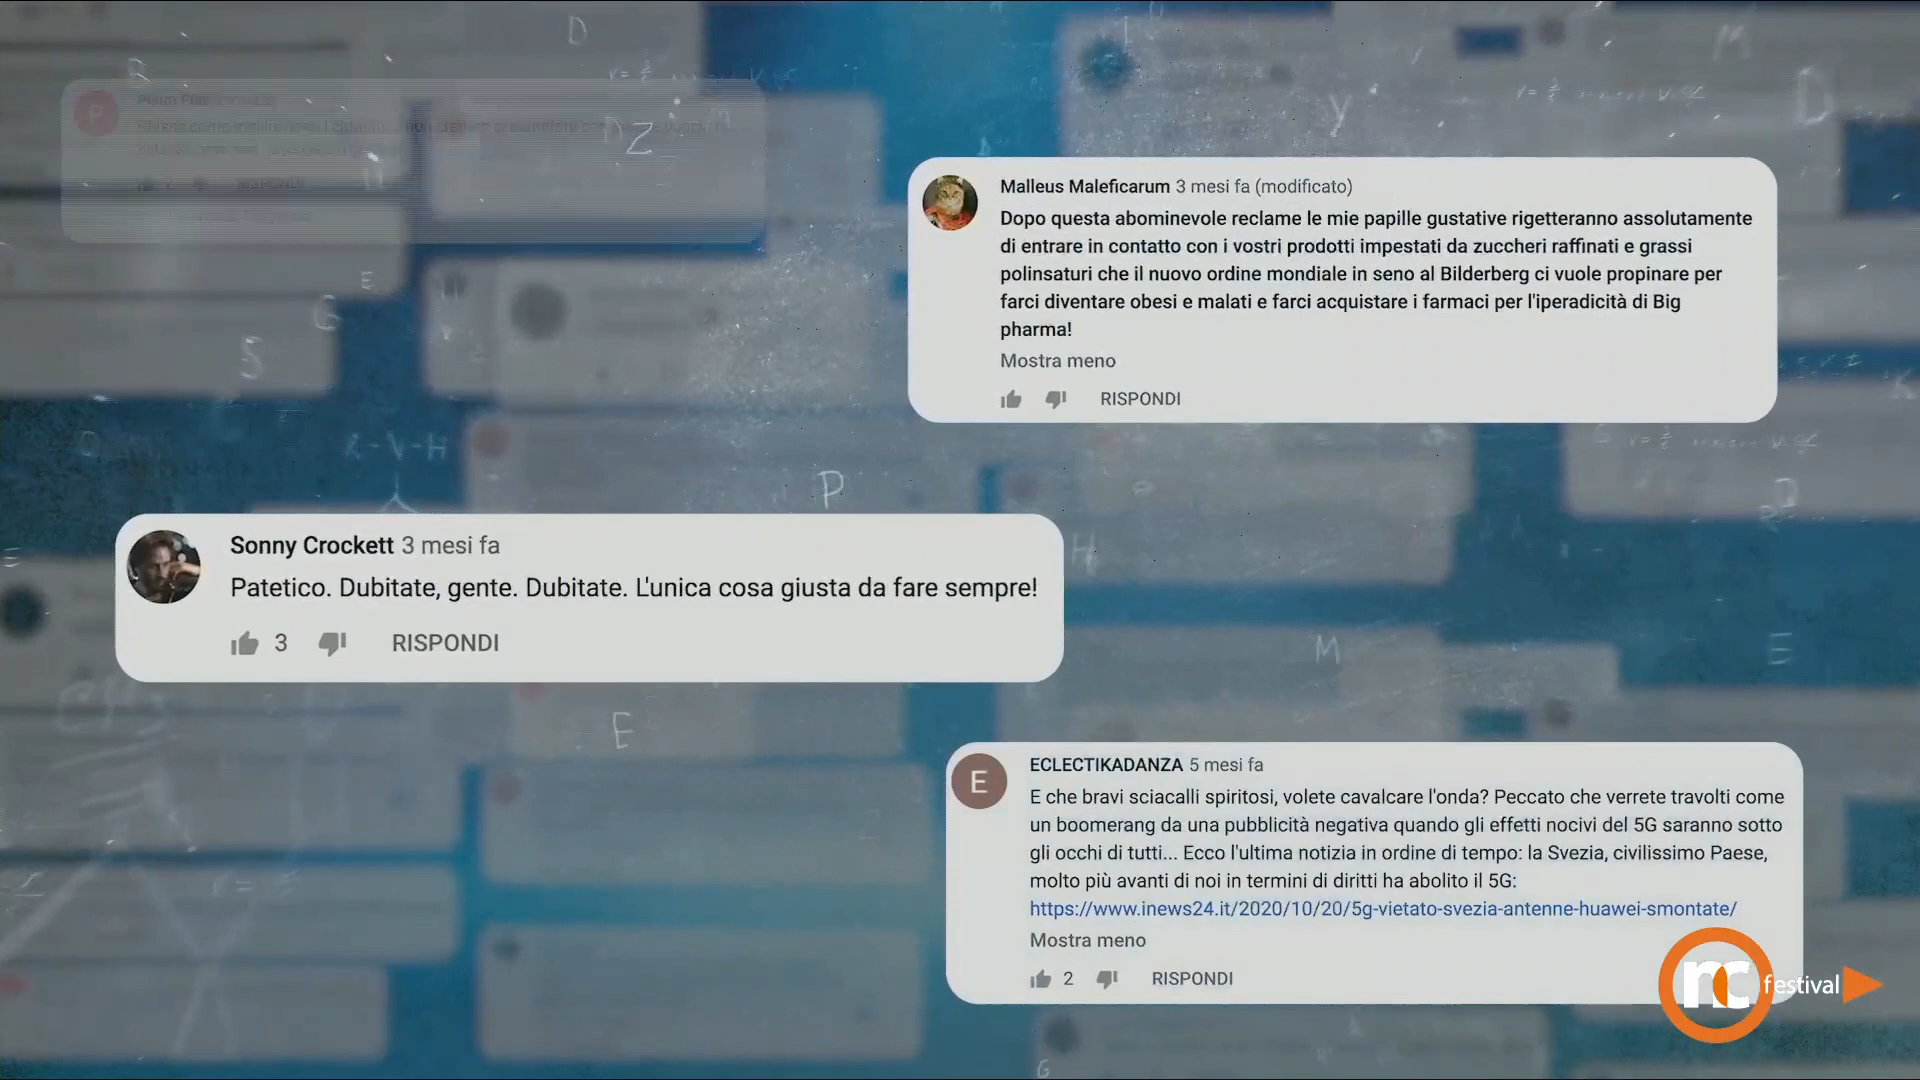 Malleus Maleficarum 3 mesi fa (modificato)
Dopo questa abominevole reclame le mie papille gustative rigetteranno assolutamente
di entrare in contatto con i vostri prodotti impestati da zuccheri raffinati e grassi
polinsaturi che il nuovo ordine mondiale in seno al Bilderberg ci vuole propinare per
farci diventare obesi e malati e farci acquistare i farmaci per l'iperadicità di Big
pharma!
Mostra meno
RISPONDI
Sonny Crockett 3 mesi fa
Patetico. Dubitate, gente. Dubitate. L'unica cosa giusta da fare sempre!
3 RISPONDI
E
ECLECTIKADANZA 5 mesi fa
E che bravi sciacalli spiritosi, volete cavalcare l'onda? Peccato che verrete travolti come
un boomerang da una pubblicità negativa quando gli effetti nocivi del 5G saranno sotto
gli occhi di tutti... Ecco l'ultima notizia in ordine di tempo: la Svezia, civilissimo Paese,
molto più avanti di noi in termini di diritti ha abolito il 5G:
https://www.inews24.it/2020/10/20/5g-vietato-svezia-antenne-huawei-smontate/
Mostra meno
2 RISPONDI
nc festival